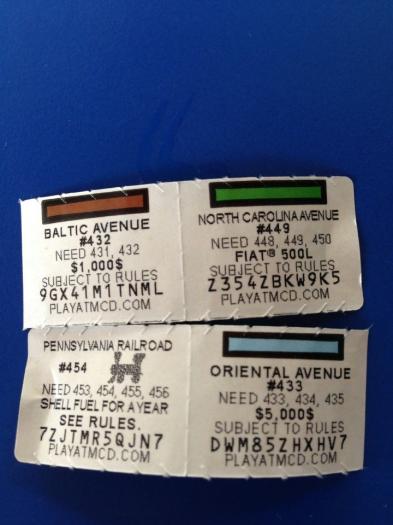 BALTIC AVENUE
#432
NEED 431, 432
$1,000$
SUBJECT TO RULES
9GX41M1TNML
PLAYATMCD.COM
NORTH CAROLINA AVENUE
#449
NEED 448, 449, 450
FIAT® 500L
SUBJECT TO RULES
Z354ZBKW9K5
PLAYATMCD.COM
PENNSYLVANIA RAILROAD
#454
NEED 453, 454, 455, 456
SHELL FUEL FOR A YEAR
SEE RULES.
7ZJTMR5QJN7
PLAYATMCD.COM
ORIENTAL AVENUE
#433
NEED 433, 434, 435
$5,000$
SUBJECT TO RULES
DWM85ZHXHV7
PLAYATMCD.COM